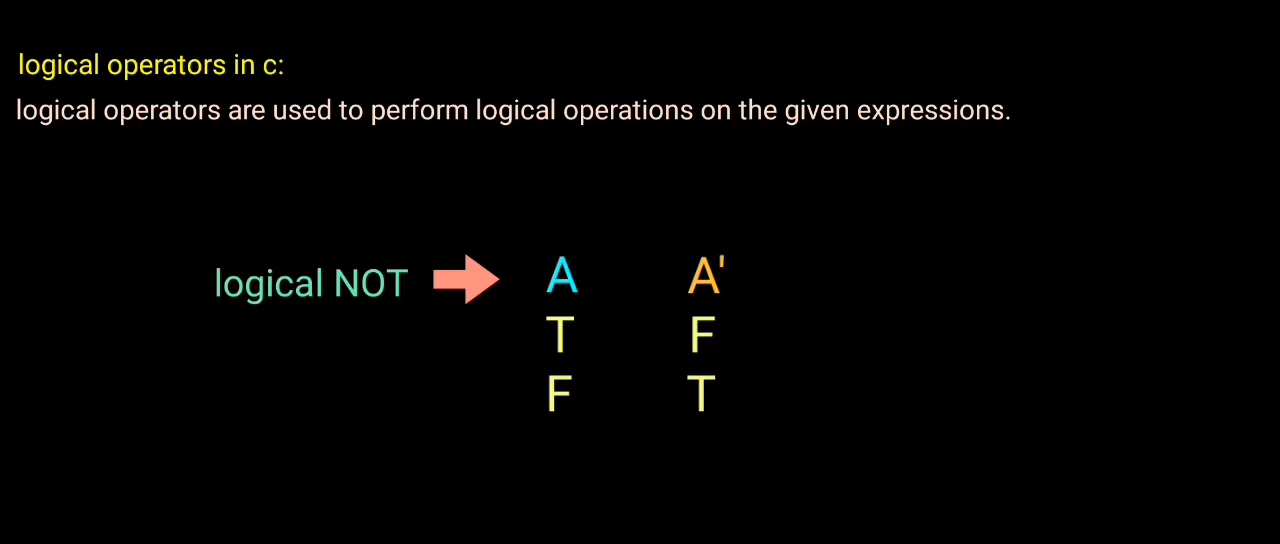 logical operators in c:
logical operators are used to perform logical operations on the given expressions.
logical NOT A A'
T F
F T